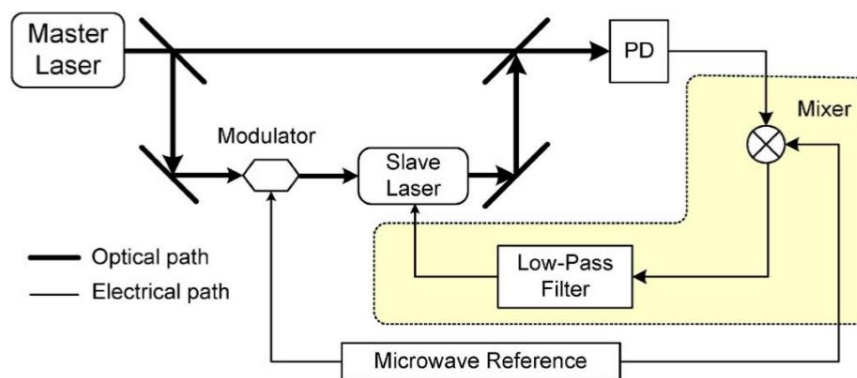 Master
Laser
PD
Mixer
Modulator
Slave
Laser
Optical path
Low-Pass
Filter
Electrical path
Microwave Reference